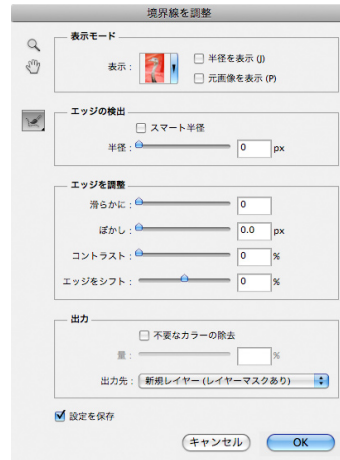 境界線を調整
表示モード
表示：
半径を表示 (J)
元画像を表示 (P)
エッジの検出
スマート半径
半径： 0 px
エッジを調整
滑らかに： 0
ぼかし： 0.0 px
コントラスト： 0 %
エッジをシフト： 0 %
出力
不要なカラーの除去
量： %
出力先： 新規レイヤー (レイヤーマスクあり)
設定を保存
キャンセル OK